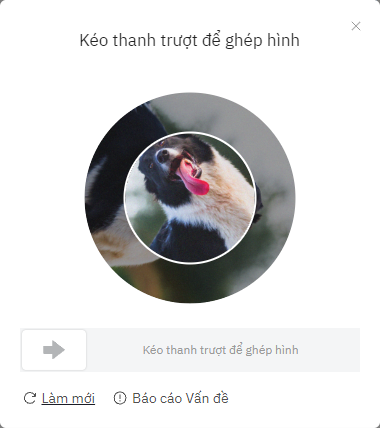 Kéo thanh trượt để ghép hình
Kéo thanh trượt để ghép hình
Làm mới
Báo cáo Vấn đề